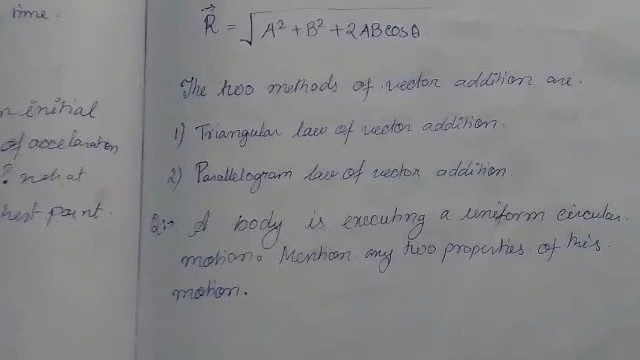 time.
initial
of acceleration
what
point.
R⃗ = √A² + B² + 2ABcosθ
The two methods of vector addition are.
1) Triangular law of vector addition.
2) Parallelogram law of vector addition
Q:- A body is executing a uniform circular
motion. Mention any two properties of this
motion.